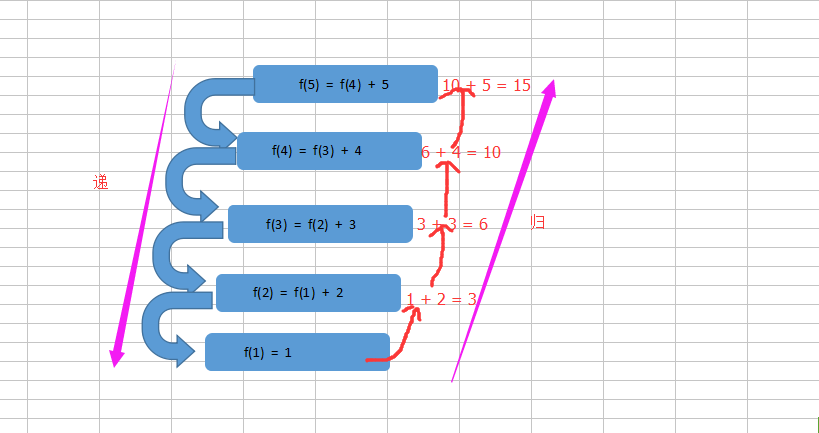 f(5) = f(4) + 5 10 + 5 = 15
f(4) = f(3) + 4 6 + 4 = 10
递
f(3) = f(2) + 3 3 + 3 = 6 归
f(2) = f(1) + 2 1 + 2 = 3
f(1) = 1